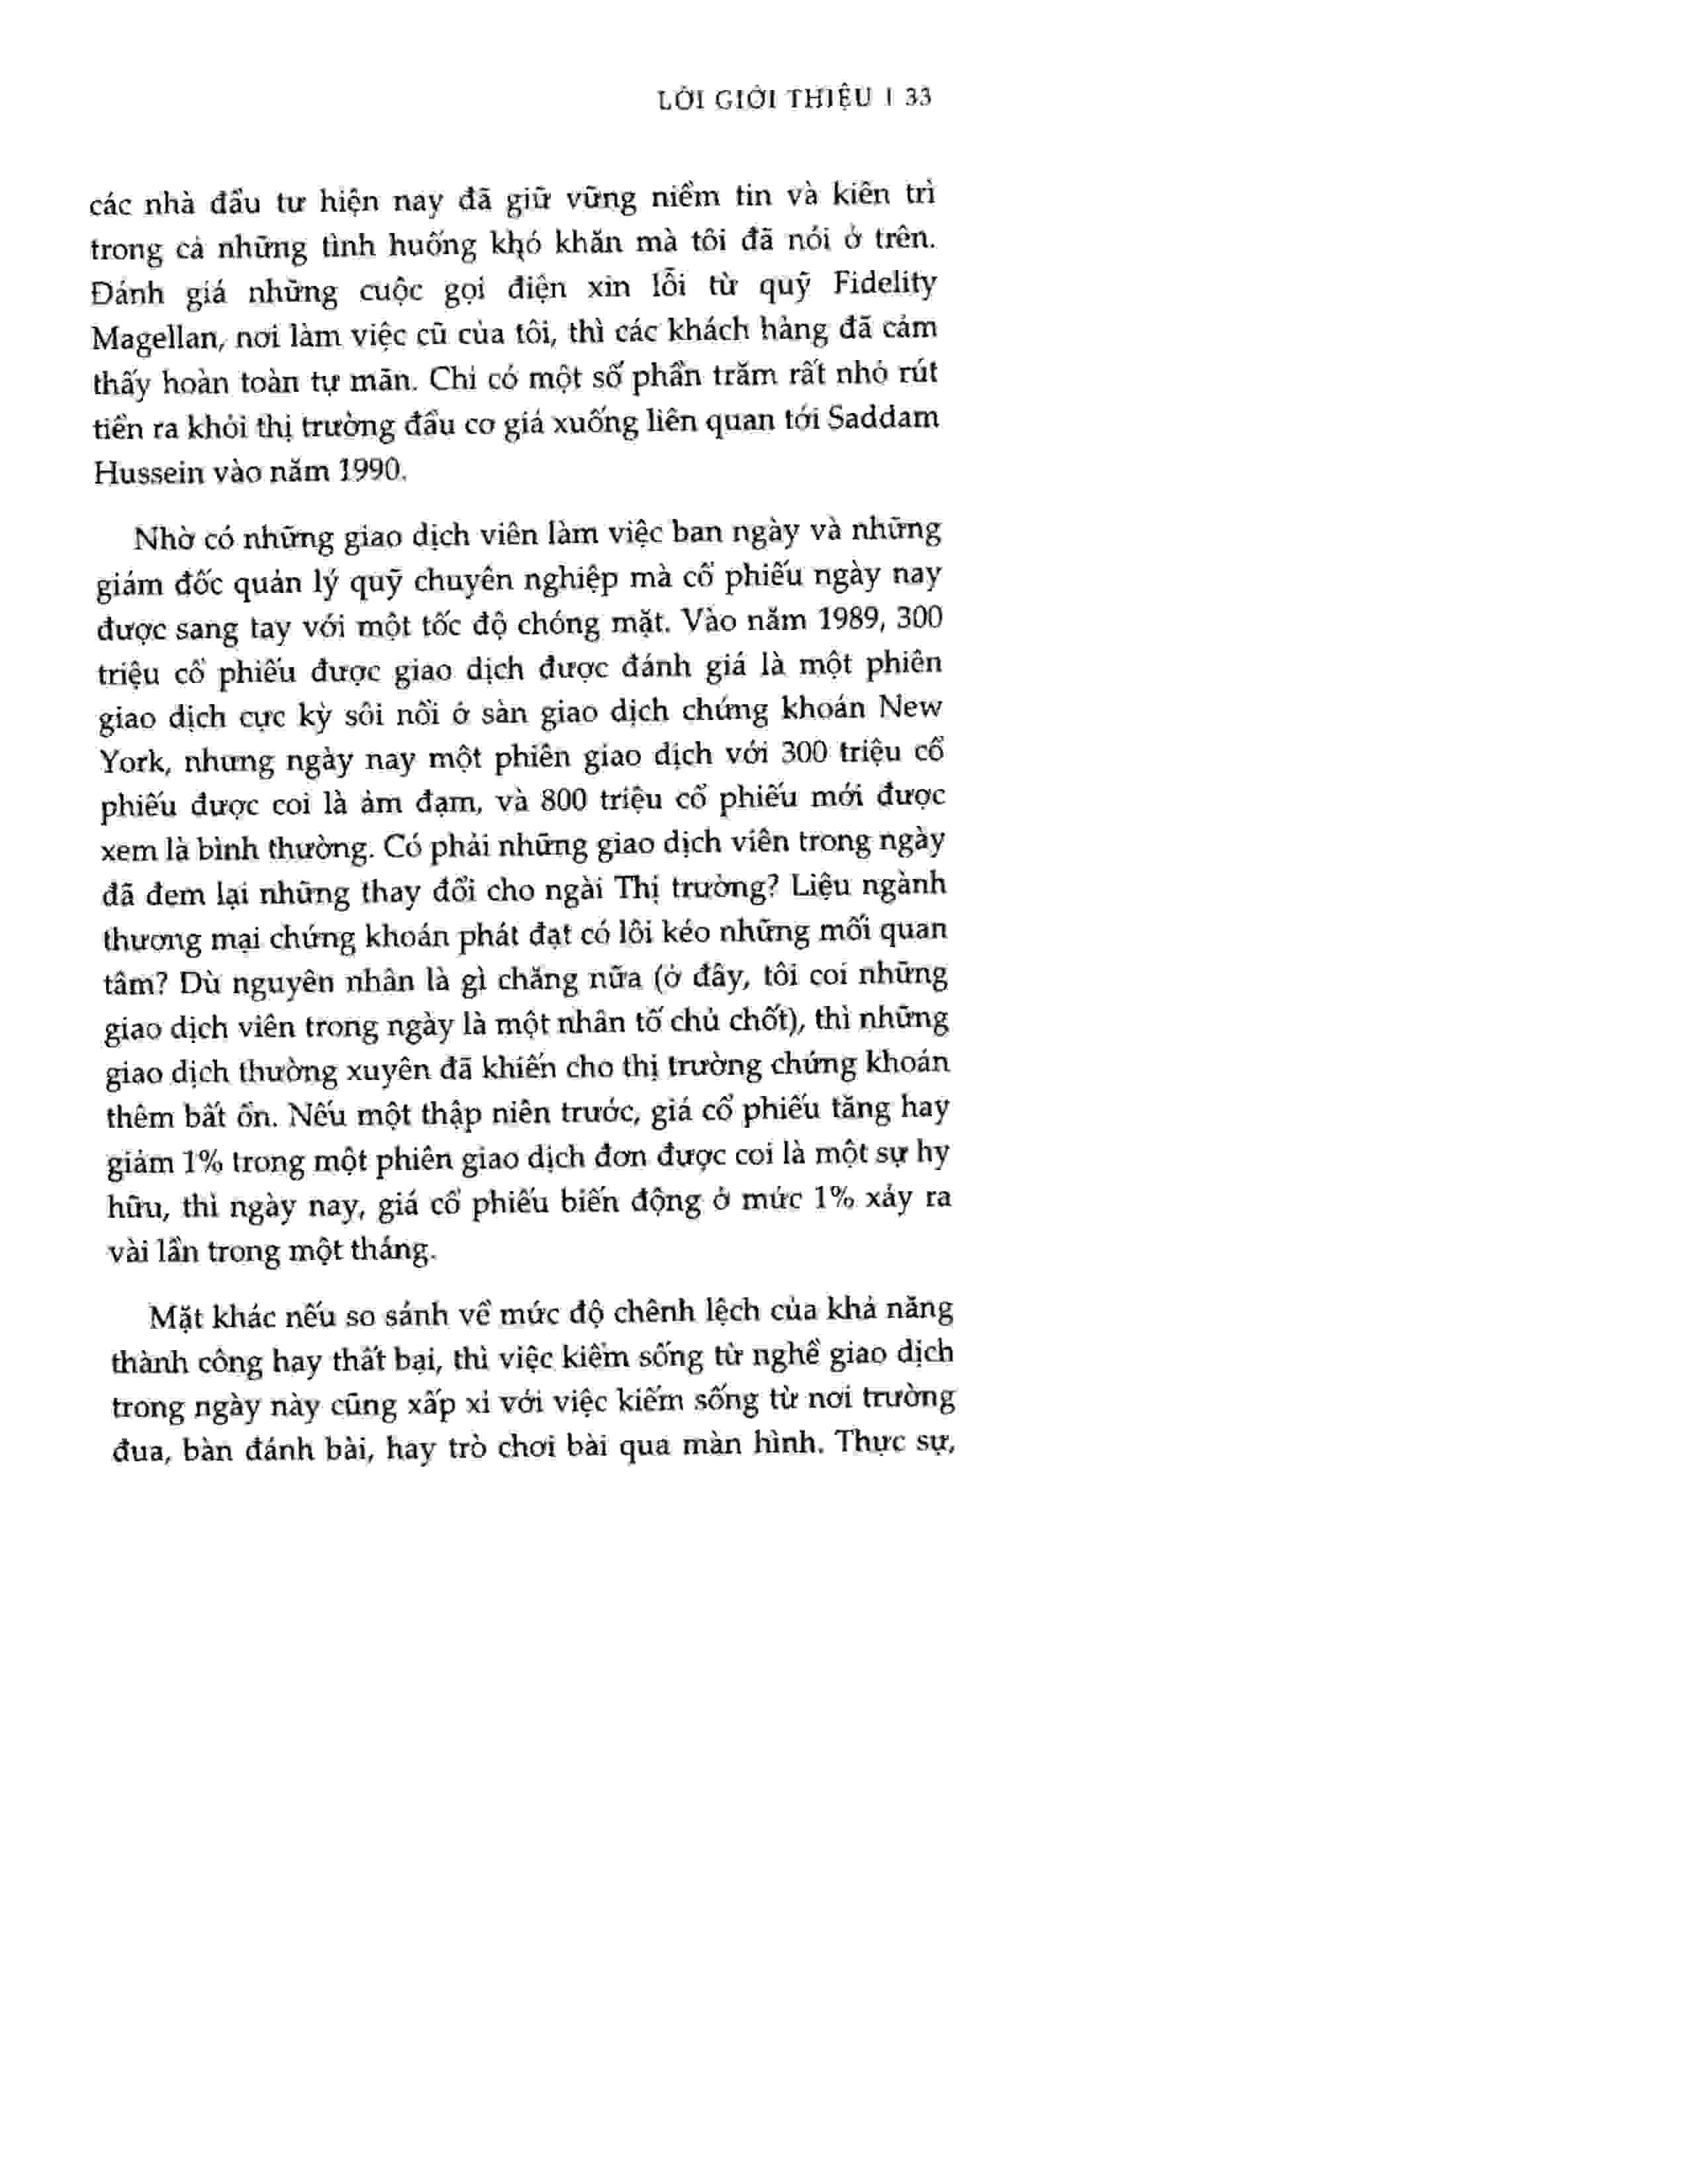 LỜI GIỚI THIỆU | 33
các nhà đầu tư hiện nay đã giữ vững niềm tin và kiên trì
trong cả những tình huống khó khăn mà tôi đã nói ở trên.
Đánh giá những cuộc gọi điện xin lỗi từ quỹ Fidelity
Magellan, nơi làm việc cũ của tôi, thì các khách hàng đã cảm
thấy hoàn toàn tự mãn. Chỉ có một số phần trăm rất nhỏ rút
tiền ra khỏi thị trường đầu cơ giá xuống liên quan tới Saddam
Hussein vào năm 1990.
Nhờ có những giao dịch viên làm việc ban ngày và những
giám đốc quản lý quỹ chuyên nghiệp mà cổ phiếu ngày nay
được sang tay với một tốc độ chóng mặt. Vào năm 1989, 300
triệu cổ phiếu được giao dịch được đánh giá là một phiên
giao dịch cực kỳ sôi nổi ở sàn giao dịch chứng khoán New
York, nhưng ngày nay một phiên giao dịch với 300 triệu cổ
phiếu được coi là ảm đạm, và 800 triệu cổ phiếu mới được
xem là bình thường. Có phải những giao dịch viên trong ngày
đã đem lại những thay đổi cho ngài Thị trường? Liệu ngành
thương mại chứng khoán phát đạt có lôi kéo những mối quan
tâm? Dù nguyên nhân là gì chăng nữa (ở đây, tôi coi những
giao dịch viên trong ngày là một nhân tố chủ chốt), thì những
giao dịch thường xuyên đã khiến cho thị trường chứng khoán
thêm bất ổn. Nếu một thập niên trước, giá cổ phiếu tăng hay
giảm 1% trong một phiên giao dịch đơn được coi là một sự hy
hữu, thì ngày nay, giá cổ phiếu biến động ở mức 1% xảy ra
vài lần trong một tháng.
Mặt khác nếu so sánh về mức độ chênh lệch của khả năng
thành công hay thất bại, thì việc kiếm sống từ nghề giao dịch
trong ngày này cũng xấp xỉ với việc kiếm sống từ nơi trường
đua, bàn đánh bài, hay trò chơi bài qua màn hình. Thực sự,